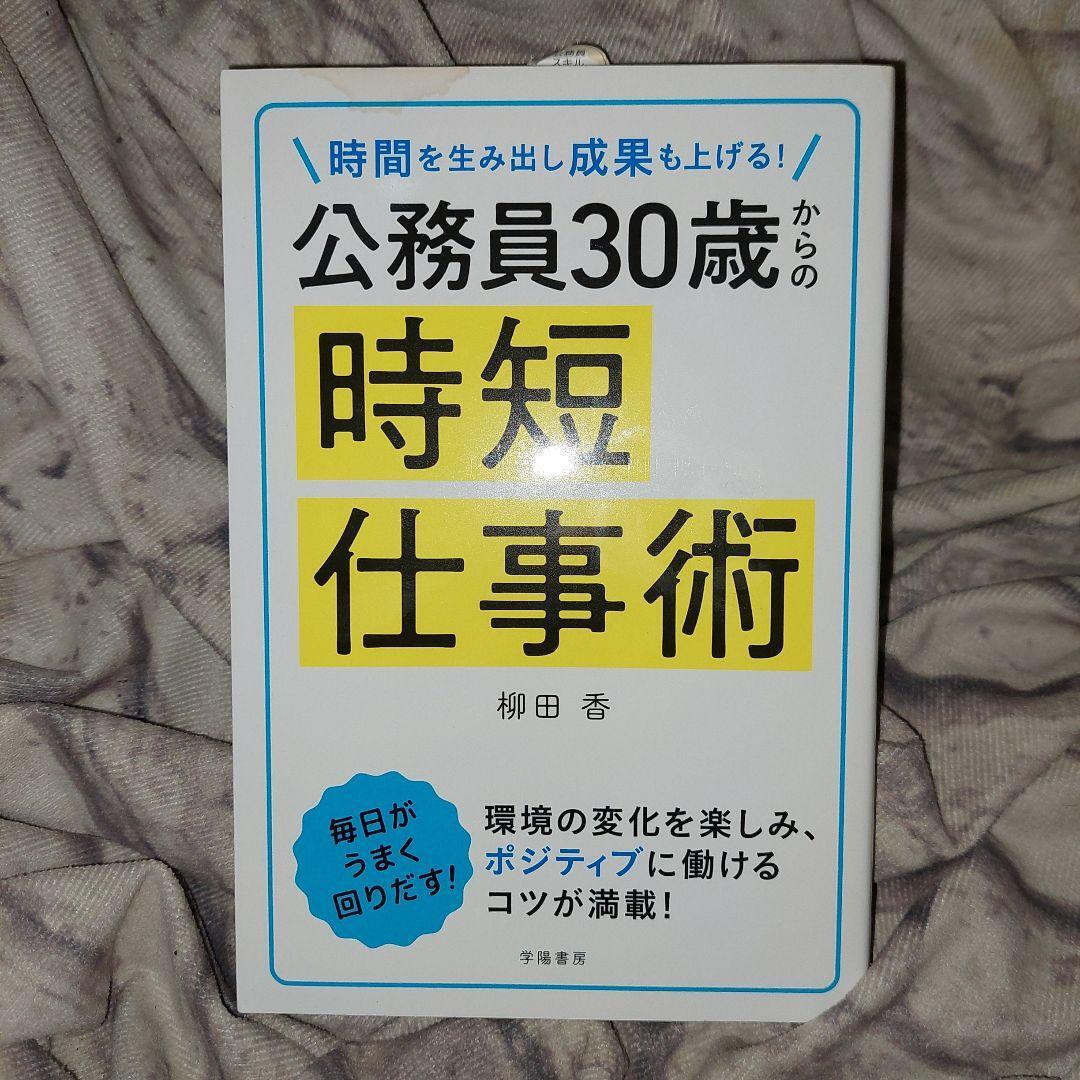 スキル
時間を生み出し成果も上げる!
公務員30歳からの
時短
仕事術
柳田 香
毎日が
うまく
回りだす!
環境の変化を楽しみ、
ポジティブに働ける
コツが満載!
学陽書房